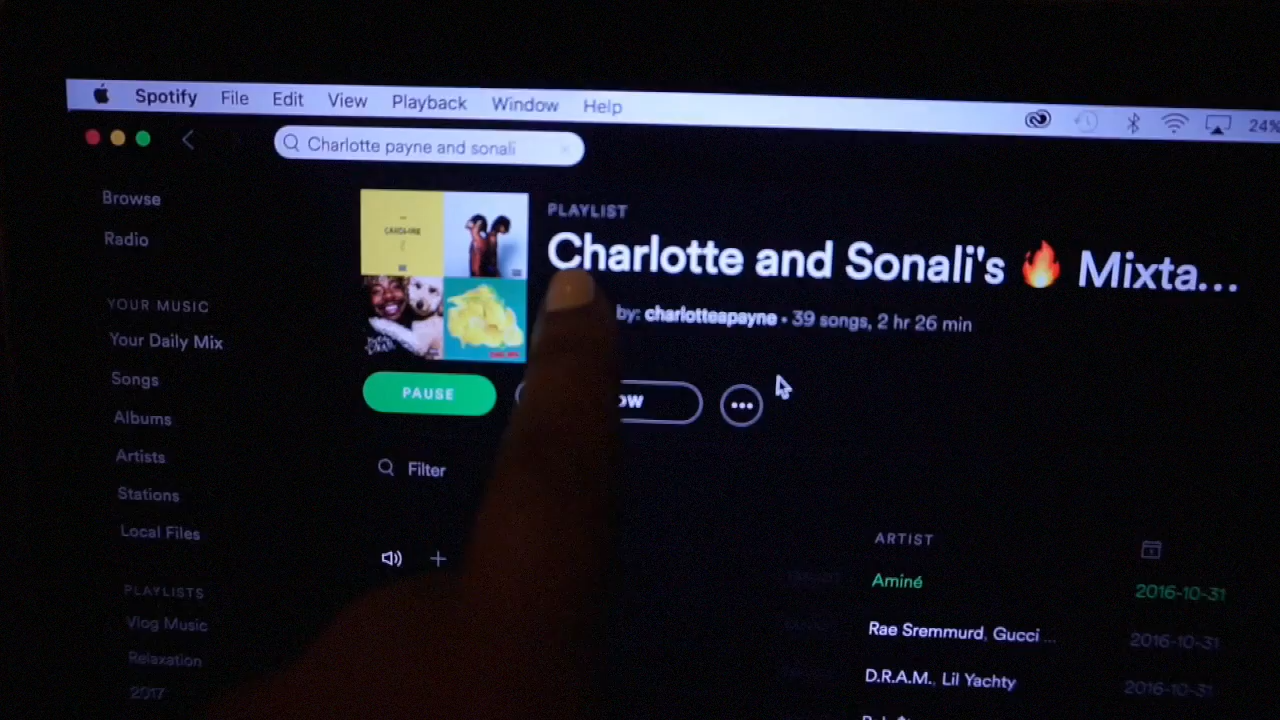 Spotify File Edit View Playback Window Help 24%
Charlotte payne and sonali
Browse
Radio
YOUR MUSIC
Your Daily Mix
Songs
Albums
Artists
Stations
Local Files
PLAYLISTS
Vlog Music
Relaxation
2017
CAROLINE
PLAYLIST
Charlotte and Sonali's 🔥 Mixta...
by: charlotteapayne • 39 songs, 2 hr 26 min
PAUSE
OW
Filter
ARTIST
Aminé 2016-10-31
Rae Sremmurd, Gucci ... 2016-10-31
D.R.A.M., Lil Yachty 2016-10-31